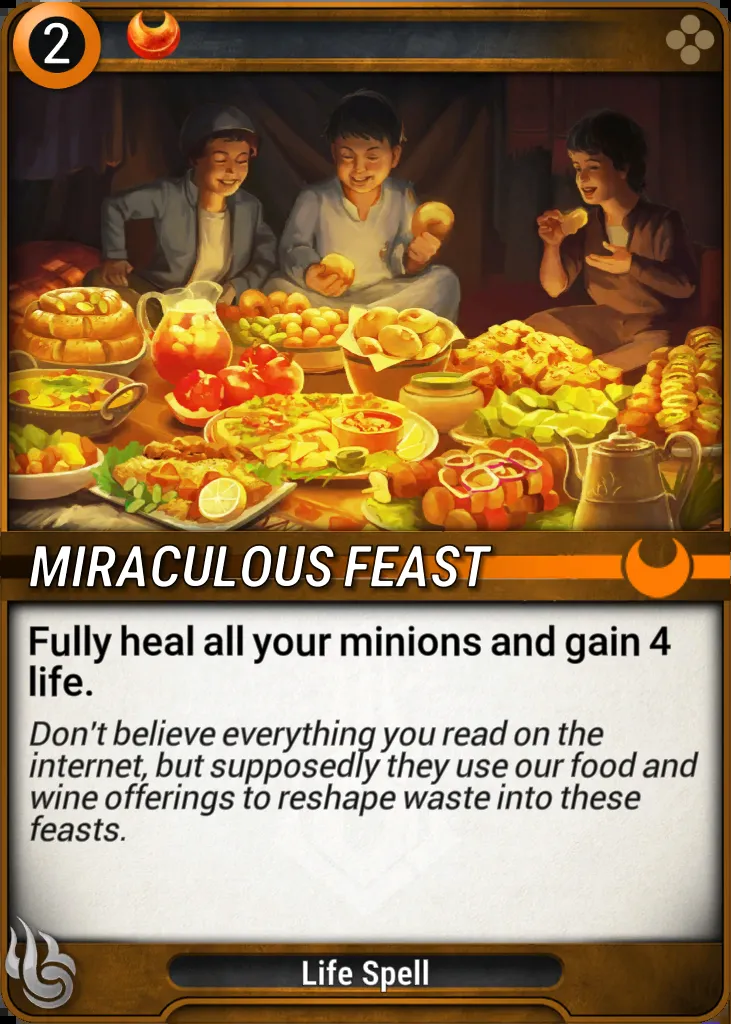 2
MIRACULOUS FEAST
Fully heal all your minions and gain 4
life.
Don't believe everything you read on the
internet, but supposedly they use our food and
wine offerings to reshape waste into these
feasts.
Life Spell